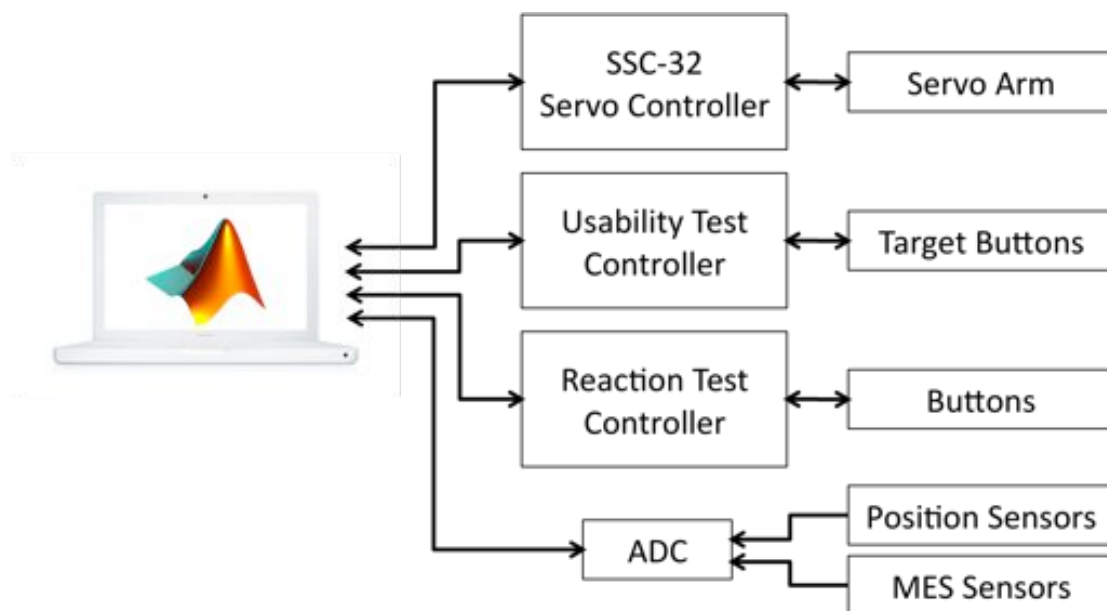 SSC-32
Servo Controller
Servo Arm
Usability Test
Controller
Target Buttons
Reaction Test
Controller
Buttons
ADC
Position Sensors
MES Sensors